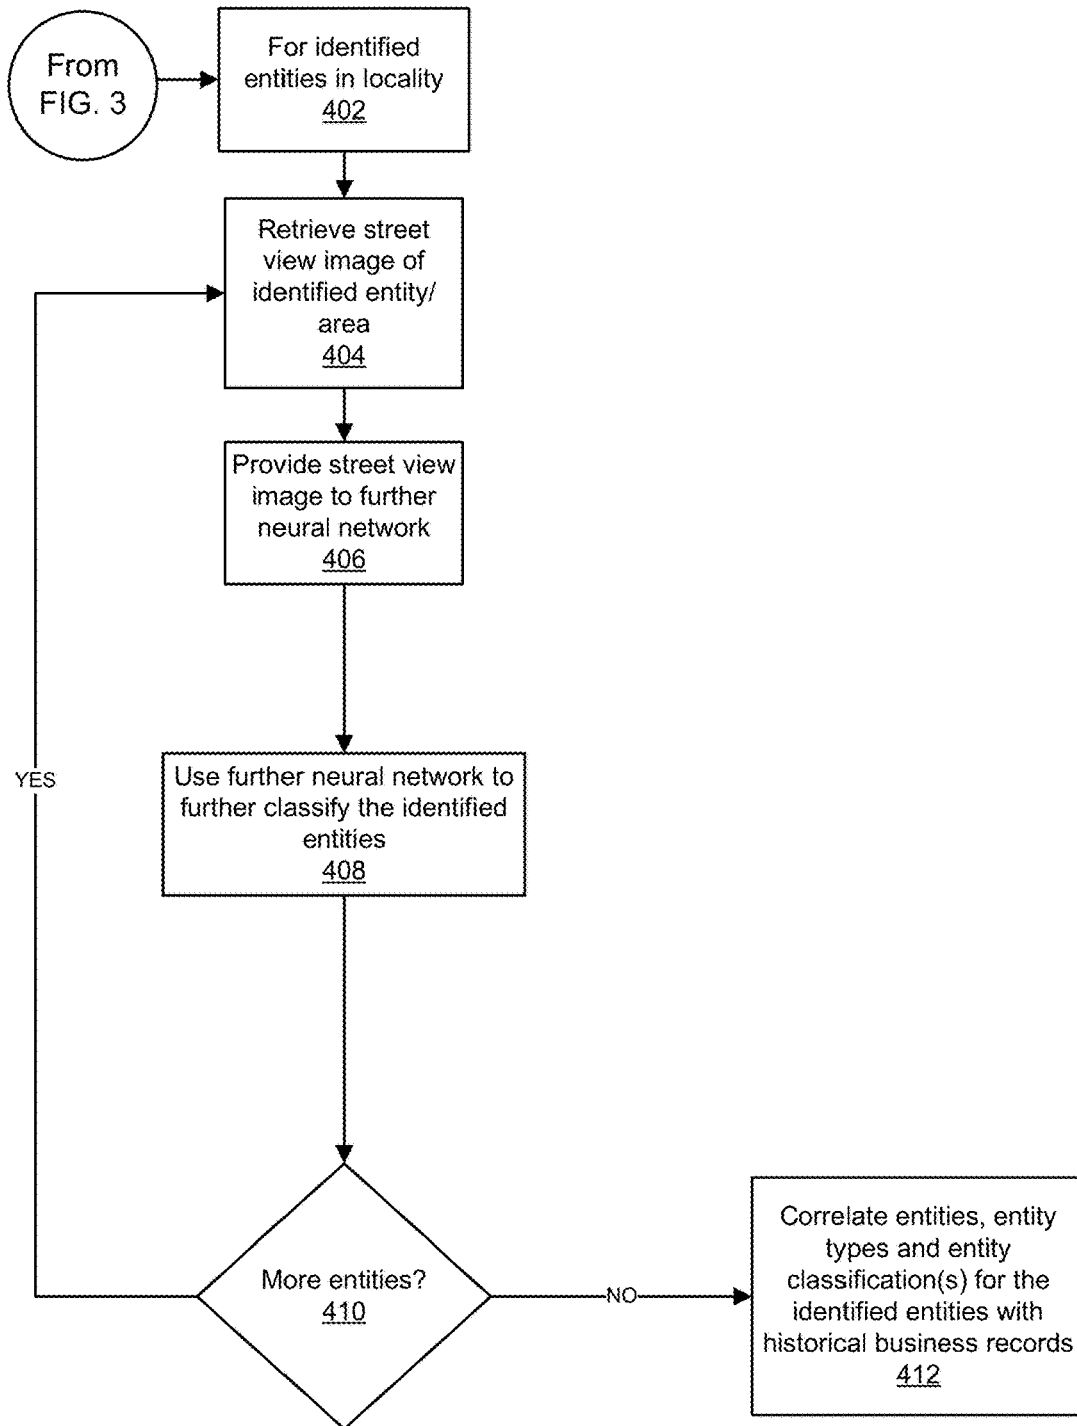 From
FIG. 3
For identified
entities in locality
402
Retrieve street
view image of
identified entity/
area
404
Provide street view
image to further
neural network
406
Use further neural network to
further classify the identified
entities
408
YES
More entities?
410
NO
Correlate entities, entity
types and entity
classification(s) for the
identified entities with
historical business records
412